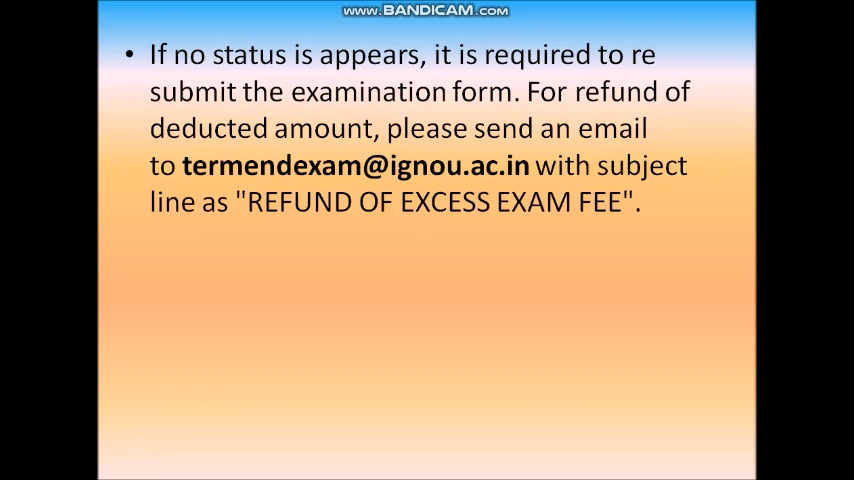 www.BANDICAM.com
• If no status is appears, it is required to re
submit the examination form. For refund of
deducted amount, please send an email
to termendexam@ignou.ac.in with subject
line as "REFUND OF EXCESS EXAM FEE".